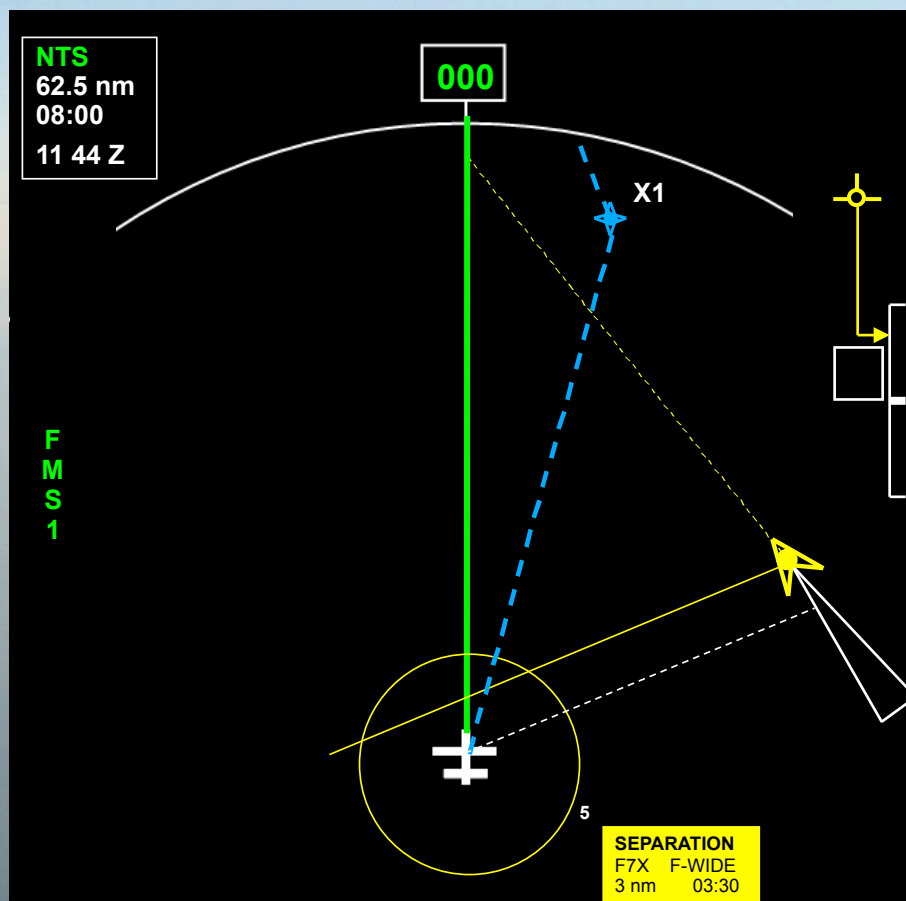 NTS
62.5 nm
08:00
11 44 Z
000
X1
F
M
S
1
5
SEPARATION
F7X F-WIDE
3 nm 03:30